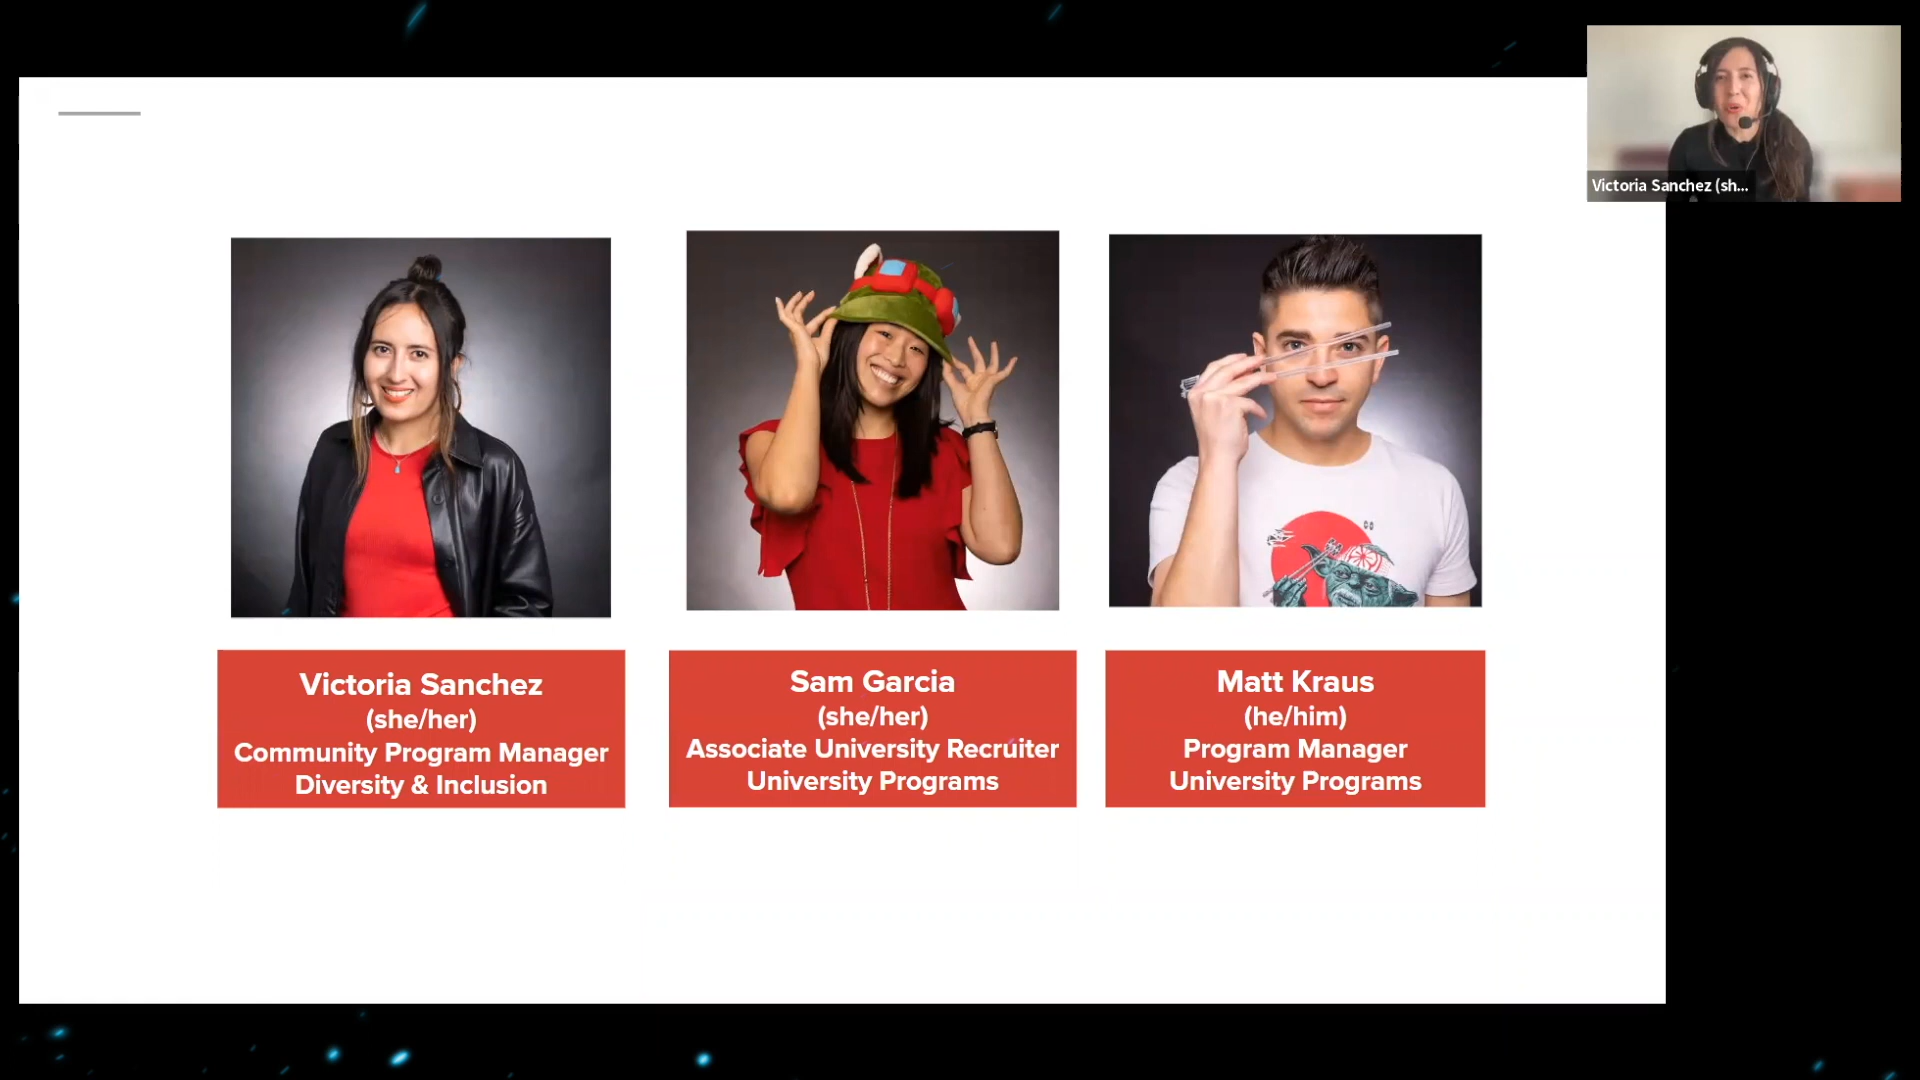 Victoria Sanchez (sh...
Victoria Sanchez
(she/her)
Community Program Manager
Diversity & Inclusion
Sam Garcia
(she/her)
Associate University Recruiter
University Programs
Matt Kraus
(he/him)
Program Manager
University Programs